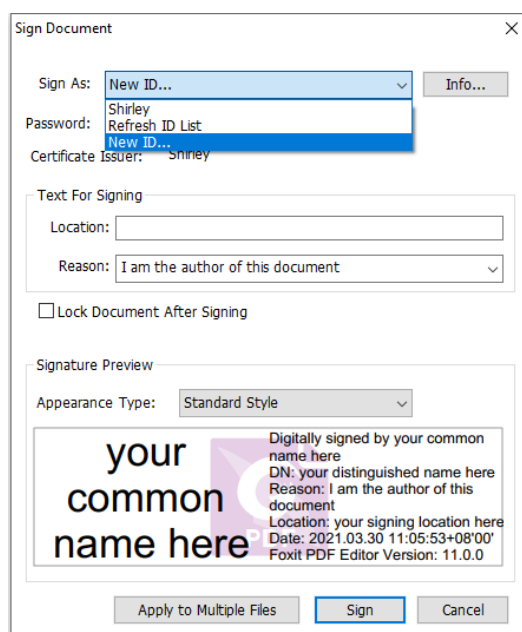 Sign Document
Sign As: New ID... Info...
Shirley
Refresh ID List
New ID...
Password:
Certificate Issuer: Shirley
Text For Signing
Location:
Reason: I am the author of this document
Lock Document After Signing
Signature Preview
Appearance Type: Standard Style
your
common
name here
Digitally signed by your common
name here
DN: your distinguished name here
Reason: I am the author of this
document
Location: your signing location here
Date: 2021.03.30 11:05:53+08'00'
Foxit PDF Editor Version: 11.0.0
PDF
Apply to Multiple Files Sign Cancel